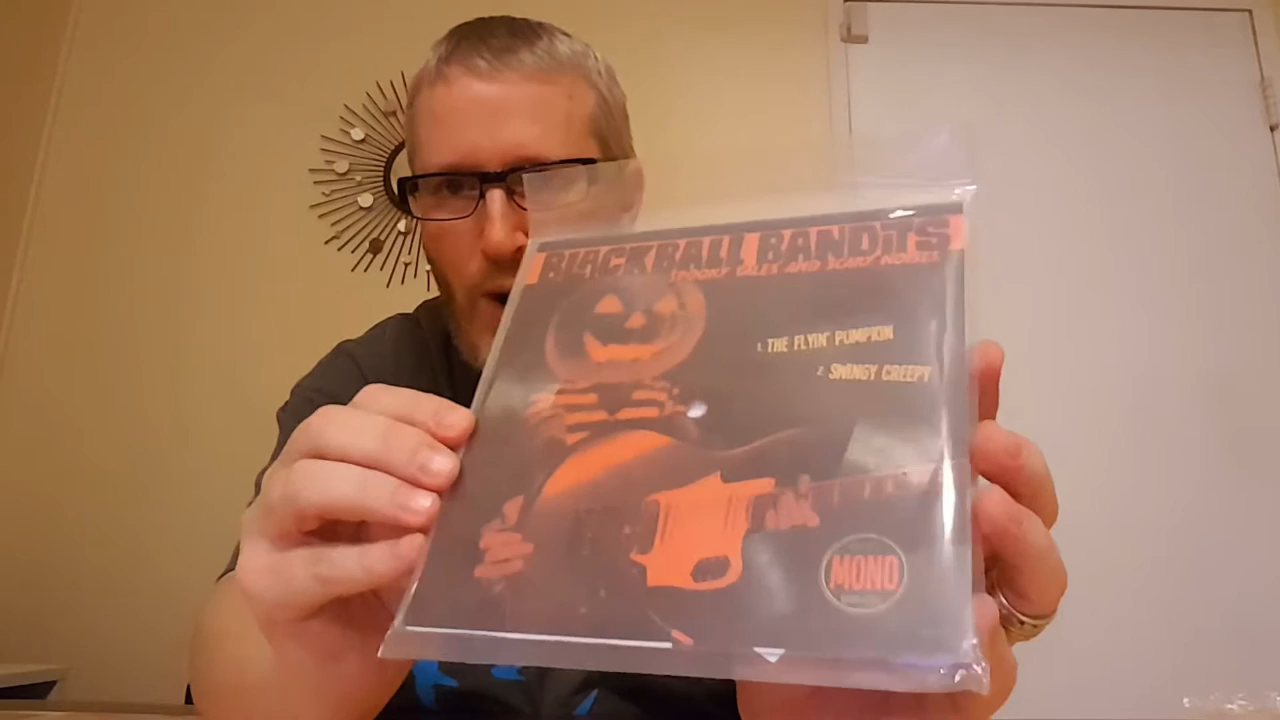 BLACKBALL BANDITS
SPOOKY TALES AND SCARY NOISES
1. THE FLYIN' PUMPKIN
2. SWINGY CREEPY
MONO